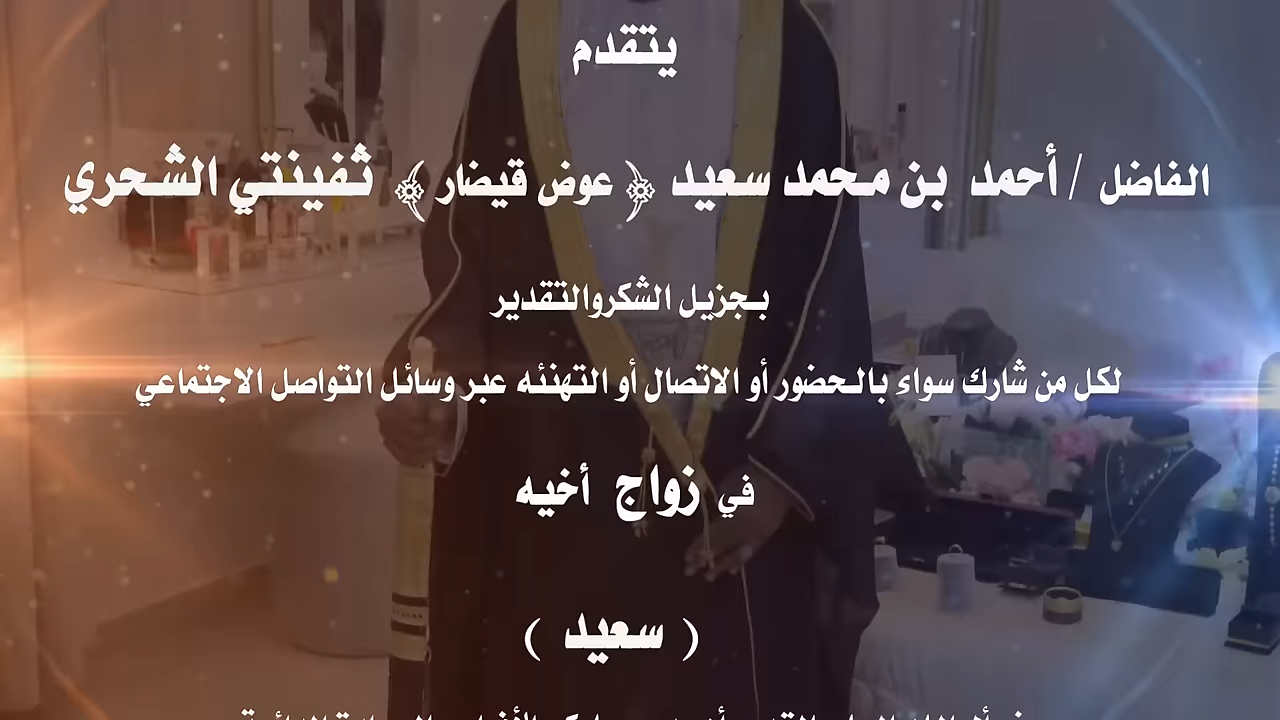 يتقدم
الفاضل / أحمد بن محمد سعيد ﴿ عوض قيضار ﴾ ثفينتي الشحري
بجزيل الشكروالتقدير
لكل من شارك سواء بالحضور أو الاتصال أو التهنئه عبر وسائل التواصل الاجتماعي
في زواج أخيه
( سعيد )